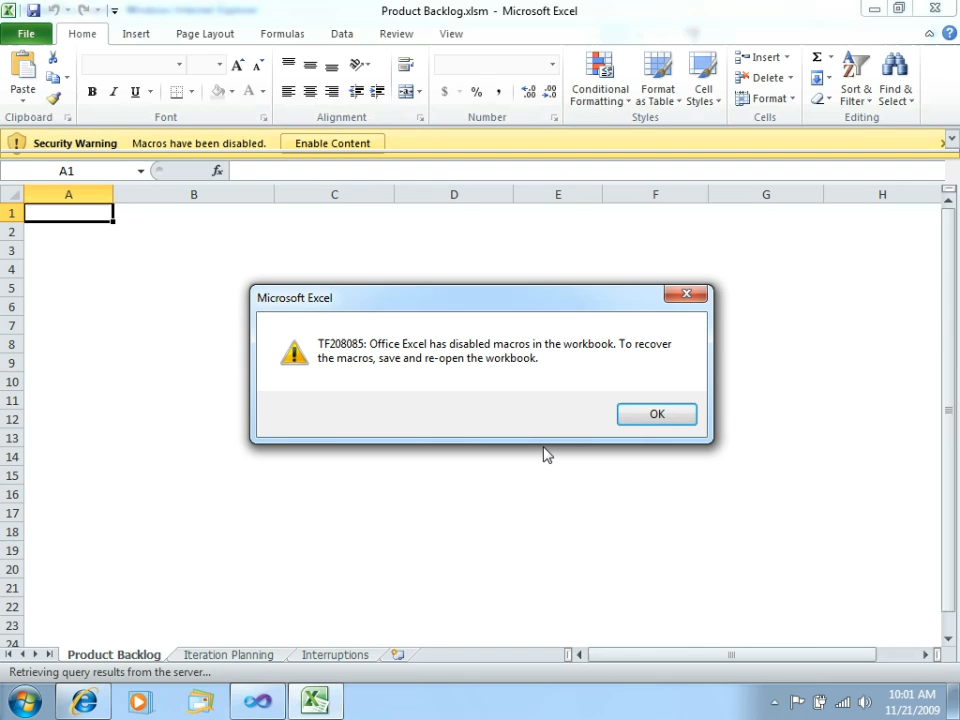 Product Backlog.xlsm - Microsoft Excel
File Home Insert Page Layout Formulas Data Review View
Paste
B I U
$ % , .0 .00 .00 .0
Conditional Formatting
Format as Table
Cell Styles
Insert
Delete
Format
Σ
Sort & Filter
Find & Select
Clipboard Font Alignment Number Styles Cells Editing
Security Warning Macros have been disabled. Enable Content
A1 fx
A B C D E F G H
1
2
3
4
5
6
7
8
9
10
11
12
13
14
15
16
17
18
19
20
21
22
23
24
Microsoft Excel
TF208085: Office Excel has disabled macros in the workbook. To recover
the macros, save and re-open the workbook.
OK
Product Backlog Iteration Planning Interruptions
Retrieving query results from the server...
10:01 AM
11/21/2009